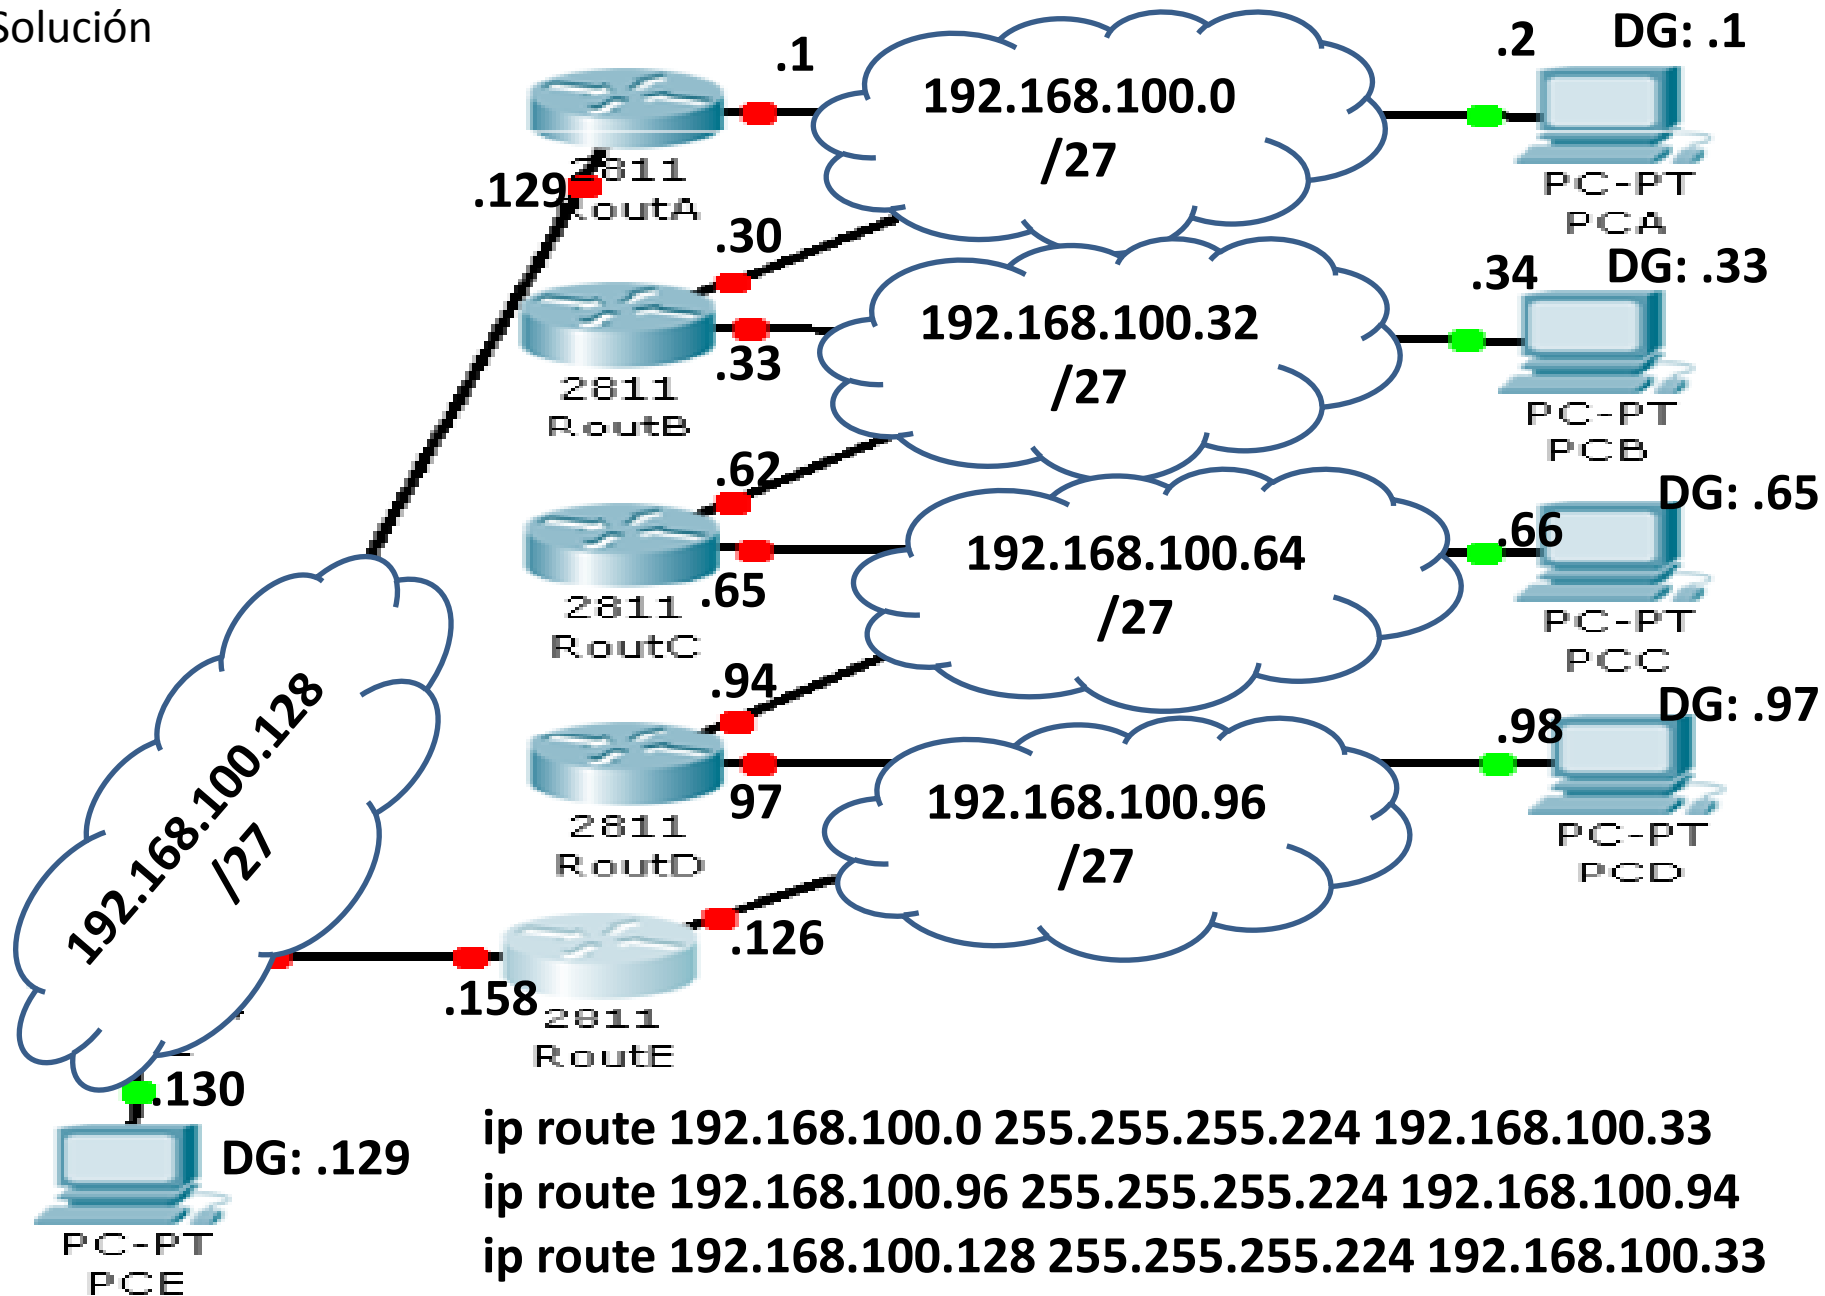 Solución
.1
.2
DG: .1
192.168.100.0
/27
2811
RoutA
.129
PC-PT
PCA
.30
.34
DG: .33
192.168.100.32
/27
.33
2811
RoutB
PC-PT
PCB
.62
DG: .65
.66
192.168.100.64
/27
.65
2811
RoutC
PC-PT
PCC
.94
DG: .97
.98
192.168.100.128
/27
97
192.168.100.96
/27
2811
RoutD
PC-PT
PCD
.126
.158
2811
RoutE
.130
DG: .129
PC-PT
PCE
ip route 192.168.100.0 255.255.255.224 192.168.100.33
ip route 192.168.100.96 255.255.255.224 192.168.100.94
ip route 192.168.100.128 255.255.255.224 192.168.100.33